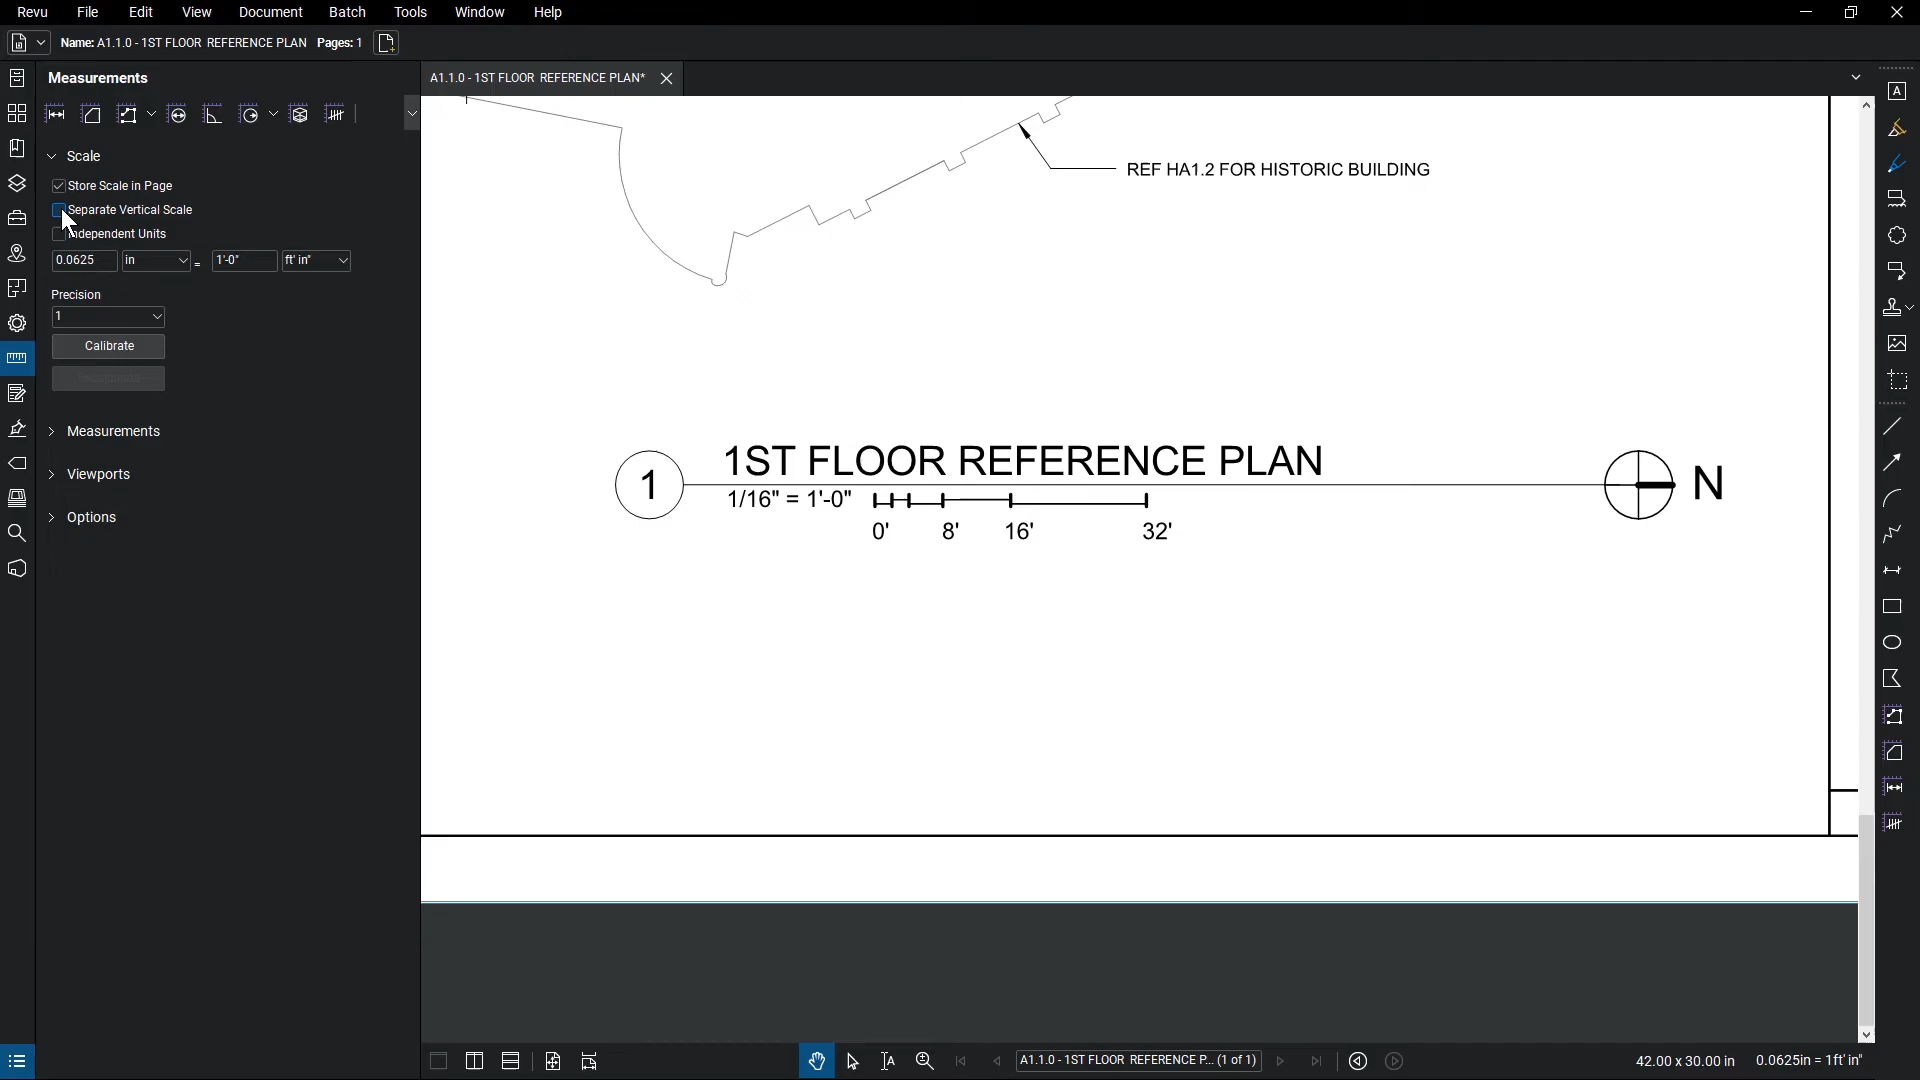 Revu File Edit View Document Batch Tools Window Help
Name: A1.1.0 - 1ST FLOOR REFERENCE PLAN Pages: 1
Measurements
A1.1.0 - 1ST FLOOR REFERENCE PLAN*
Scale
Store Scale in Page
Separate Vertical Scale
Independent Units
0.0625 in = 1'-0" ft' in"
Precision
1
Calibrate
Measurements
Viewports
Options
REF HA1.2 FOR HISTORIC BUILDING
1 1ST FLOOR REFERENCE PLAN N
1/16" = 1'-0"
0' 8' 16' 32'
A
A1.1.0 - 1ST FLOOR REFERENCE P... (1 of 1) 42.00 x 30.00 in 0.0625in = 1ft' in"